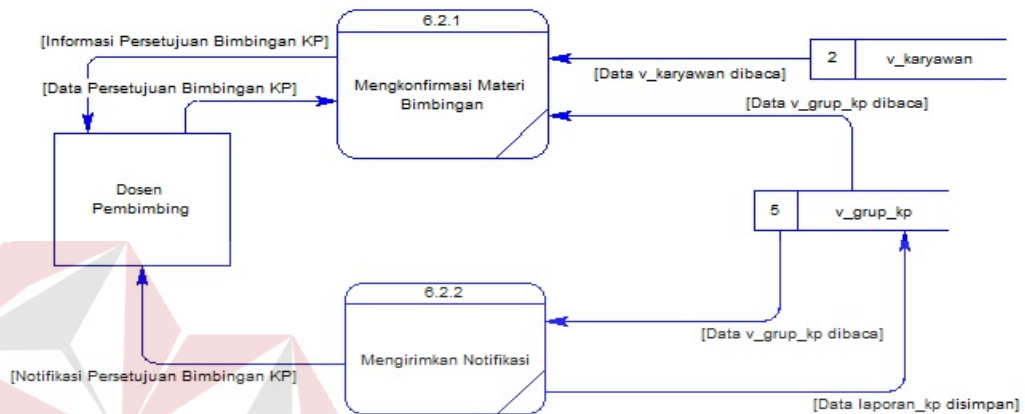 6.2.1
[Informasi Persetujuan Bimbingan KP]
2
v_karyawan
[Data v_karyawan dibaca]
Mengkonfirmasi Materi
Bimbingan
[Data Persetujuan Bimbingan KP]
[Data v_grup_kp dibaca]
Dosen
Pembimbing
5
v_grup_kp
6.2.2
[Data v_grup_kp dibaca]
Mengirimkan Notifikasi
[Notifikasi Persetujuan Bimbingan KP]
[Data laporan_kp disimpan]